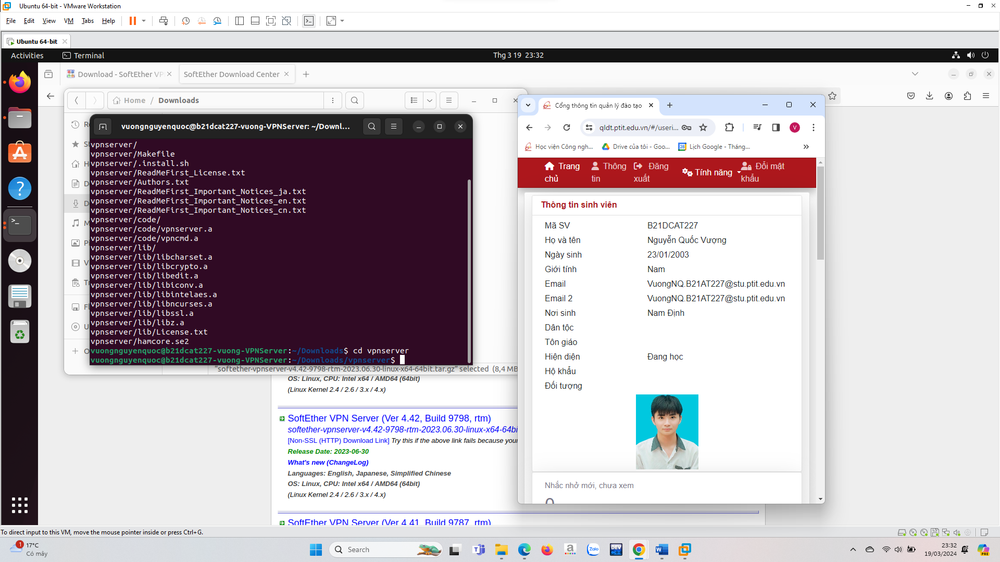 Ubuntu 64-bit - VMware Workstation
File Edit View VM Tabs Help
Ubuntu 64-bit
Activities Terminal Thg 3 19 23:32
Download - SoftEther VP
SoftEther Download Center
Home / Downloads
vuongnguyenquoc@b21dcat227-vuong-VPNServer: ~/Downl...
vpnserver/
vpnserver/Makefile
vpnserver/.install.sh
vpnserver/ReadMeFirst_License.txt
vpnserver/Authors.txt
vpnserver/ReadMeFirst_Important_Notices_ja.txt
vpnserver/ReadMeFirst_Important_Notices_en.txt
vpnserver/ReadMeFirst_Important_Notices_cn.txt
vpnserver/code/
vpnserver/code/vpnserver.a
vpnserver/code/vpncmd.a
vpnserver/lib/
vpnserver/lib/libcharset.a
vpnserver/lib/libcrypto.a
vpnserver/lib/libedit.a
vpnserver/lib/libiconv.a
vpnserver/lib/libintelaes.a
vpnserver/lib/libncurses.a
vpnserver/lib/libssl.a
vpnserver/lib/libz.a
vpnserver/lib/License.txt
vpnserver/hamcore.se2
vuongnguyenquoc@b21dcat227-vuong-VPNServer:~/Downloads$ cd vpnserver
vuongnguyenquoc@b21dcat227-vuong-VPNServer:~/Downloads/vpnserver$
"softether-vpnserver-v4.42-9798-rtm-2023.06.30-linux-x64-64bit.tar.gz" selected (8,4 MB
OS: Linux, CPU: Intel x64 / AMD64 (64bit)
(Linux Kernel 2.4 / 2.6 / 3.x / 4.x)
SoftEther VPN Server (Ver 4.42, Build 9798, rtm)
softether-vpnserver-v4.42-9798-rtm-2023.06.30-linux-x64-64bi
[Non-SSL (HTTP) Download Link] Try this if the above link fails because your
Release Date: 2023-06-30
What's new (ChangeLog)
Languages: English, Japanese, Simplified Chinese
OS: Linux, CPU: Intel x64 / AMD64 (64bit)
(Linux Kernel 2.4 / 2.6 / 3.x / 4.x)
SoftEther VPN Server (Ver 4.41, Build 9787, rtm)
Cổng thông tin quản lý đào tạo
qldt.ptit.edu.vn/#/useri...
V
Học viện Công ngh... Drive của tôi - Goo... 28 Lịch Google - Tháng...
Trang chủ
Thông tin
Đăng xuất
Tính năng
Đổi mật khẩu
Thông tin sinh viên
Mã SV B21DCAT227
Họ và tên Nguyễn Quốc Vượng
Ngày sinh 23/01/2003
Giới tính Nam
Email VuongNQ.B21AT227@stu.ptit.edu.vn
Email 2 VuongNQ.B21AT227@stu.ptit.edu.vn
Nơi sinh Nam Định
Dân tộc
Tôn giáo
Hiện diện Đang học
Hộ khẩu
Đối tượng
Nhắc nhở mới, chưa xem
To direct input to this VM, move the mouse pointer inside or press Ctrl+G.
1
17°C
Có mây
Search
Zalo
DEV
C++
PRE
23:32
19/03/2024